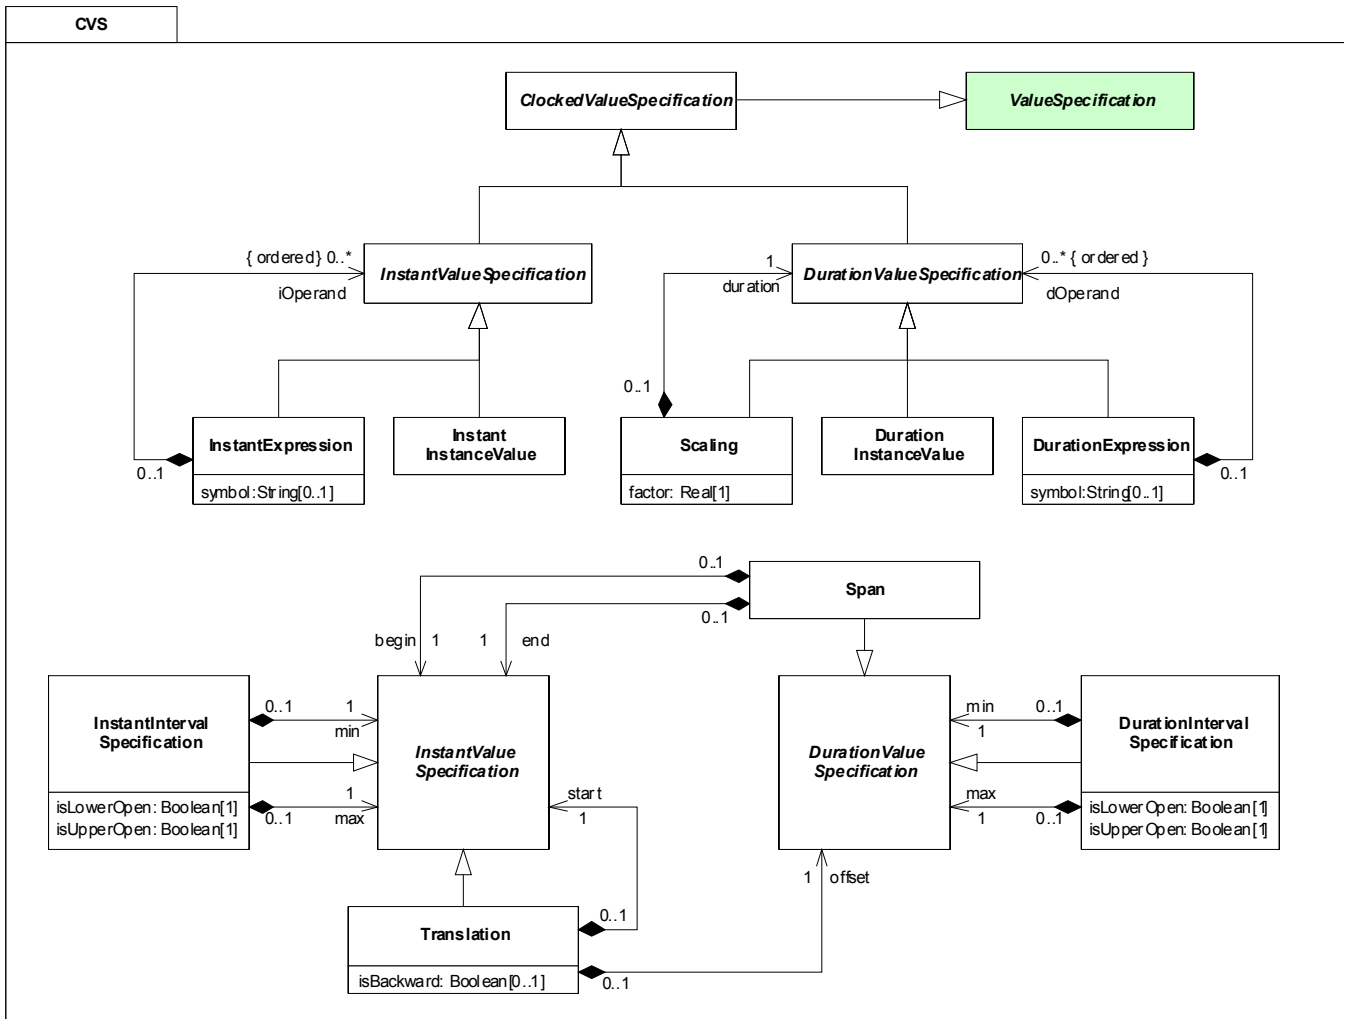 CVS
ClockedValueSpecification
ValueSpecification
{ ordered} 0..*
InstantValueSpecification
iOperand
1
duration
DurationValueSpecification
0..* { ordered }
dOperand
0..1
InstantExpression
symbol:String[0..1]
Instant
InstanceValue
0..1
Scaling
factor: Real[1]
Duration
InstanceValue
DurationExpression
symbol:String[0..1]
0..1
0..1
0..1
Span
begin
1
1
end
InstantInterval
Specification
isLowerOpen: Boolean[1]
isUpperOpen: Boolean[1]
0..1
1
min
1
0..1
max
InstantValue
Specification
start
1
DurationValue
Specification
min
0..1
1
max
1
0..1
DurationInterval
Specification
isLowerOpen: Boolean[1]
isUpperOpen: Boolean[1]
1
offset
Translation
isBackward: Boolean[0..1]
0..1
0..1